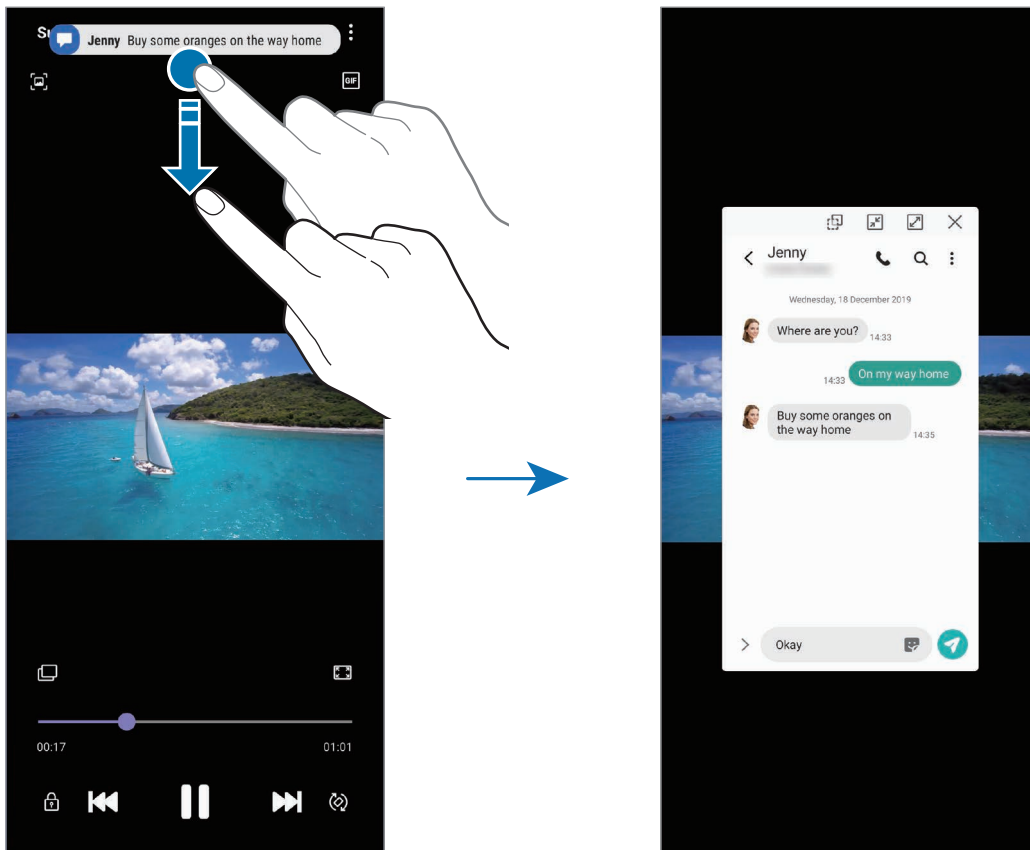 Su
Jenny Buy some oranges on the way home
GIF
00:17
01:01
Jenny
Wednesday, 18 December 2019
Where are you?
14:33
14:33
On my way home
Buy some oranges on
the way home
14:35
Okay